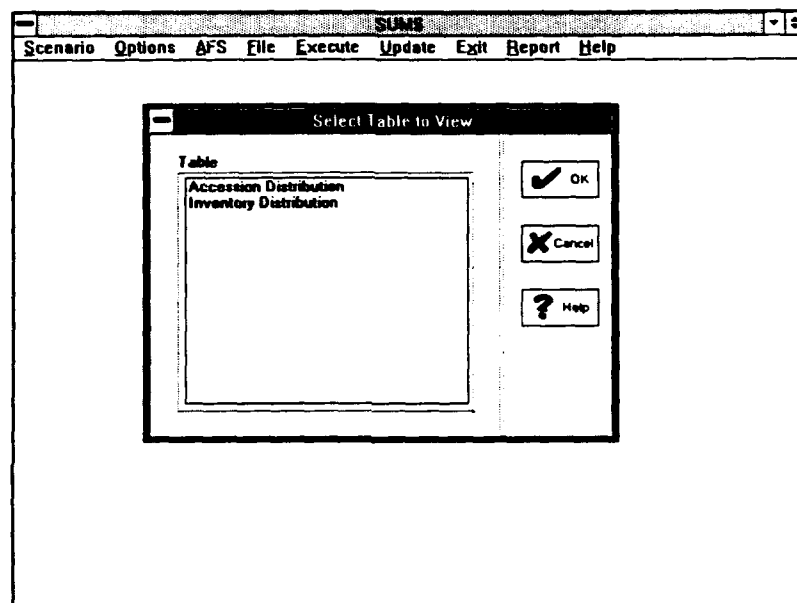 SUMS
Scenario Options AFS File Execute Update Exit Report Help
Select Table to View
Table
Accession Distribution
Inventory Distribution
OK
Cancel
Help